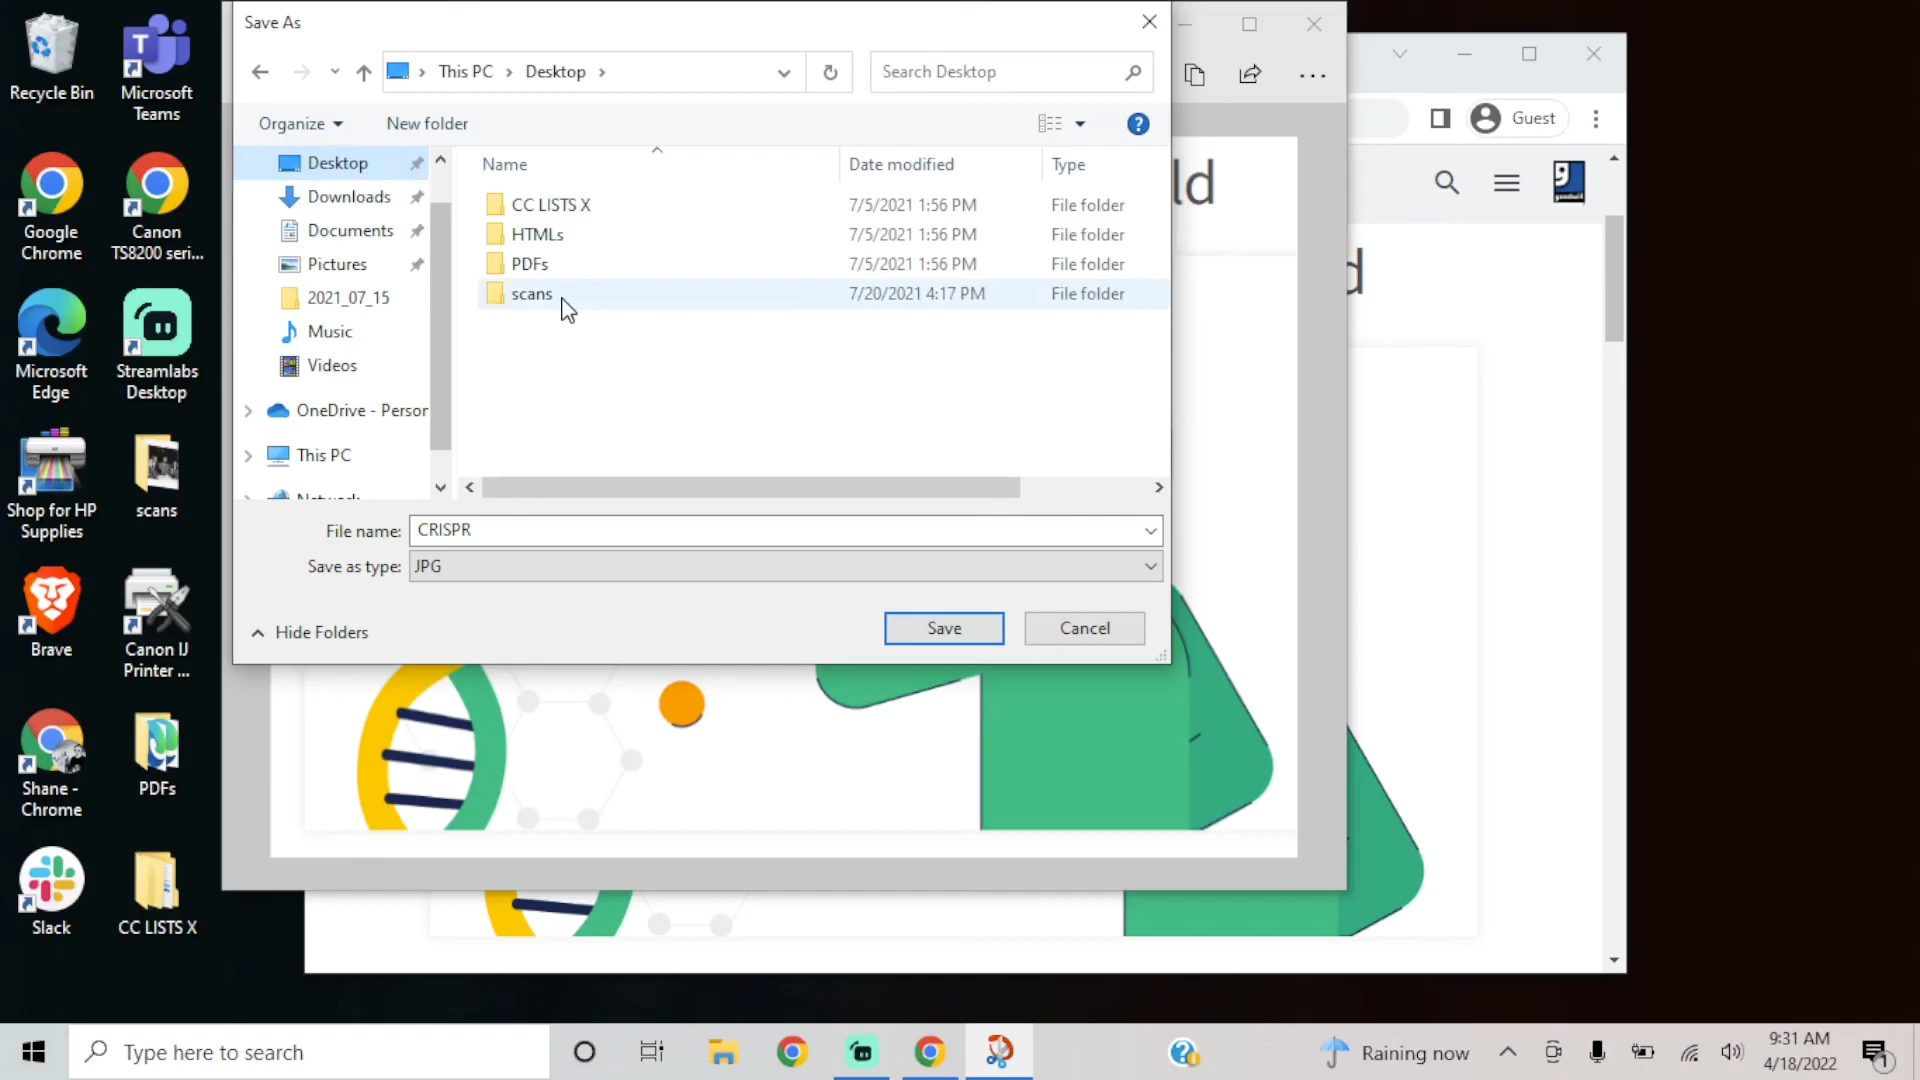 Recycle Bin
Microsoft
Teams
Google
Chrome
Canon
TS8200 seri...
Microsoft
Edge
Streamlabs
Desktop
Shop for HP
Supplies
scans
Brave
Canon IJ
Printer ...
Shane -
Chrome
PDFs
Slack
CC LISTS X
Save As
This PC
Desktop
Search Desktop
Organize
New folder
Desktop
Downloads
Documents
Pictures
2021_07_15
Music
Videos
OneDrive - Person
This PC
Network
Name
Date modified
Type
CC LISTS X
7/5/2021 1:56 PM
File folder
HTMLs
7/5/2021 1:56 PM
File folder
PDFs
7/5/2021 1:56 PM
File folder
scans
7/20/2021 4:17 PM
File folder
File name:
CRISPR
Save as type:
JPG
Hide Folders
Save
Cancel
ld
Guest
goodwill
d
Type here to search
Raining now
9:31 AM
4/18/2022
1